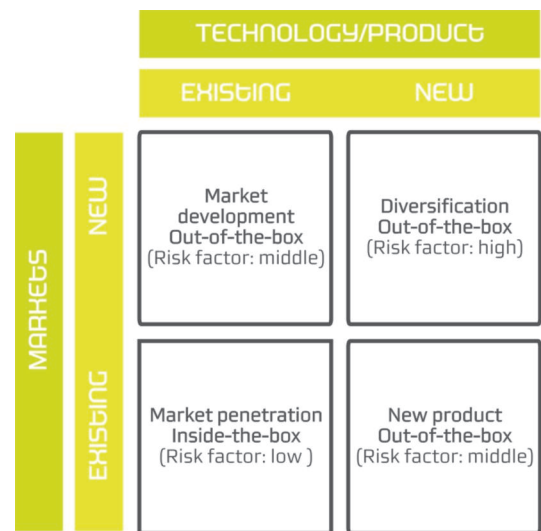 TECHNOLOGY/PRODUCT
EXISTING
NEW
MARKETS
NEW
Market
development
Out-of-the-box
(Risk factor: middle)
Diversification
Out-of-the-box
(Risk factor: high)
EXISTING
Market penetration
Inside-the-box
(Risk factor: low )
New product
Out-of-the-box
(Risk factor: middle)